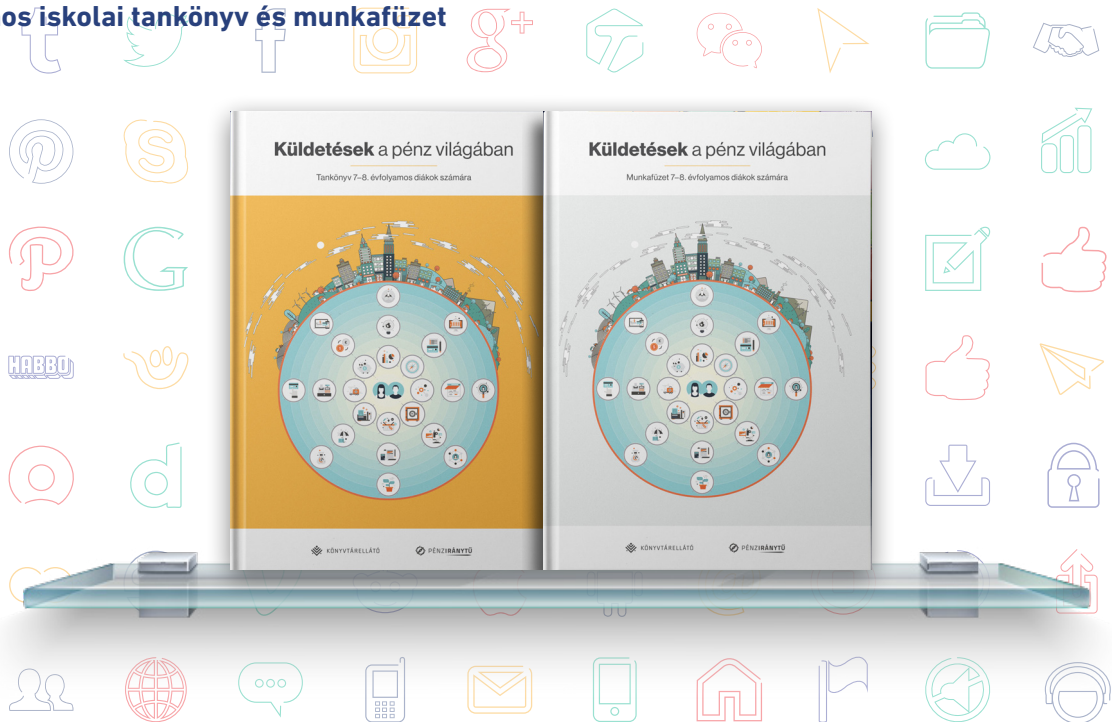 os iskolai tankönyv és munkafüzet
Küldetések a pénz világában
Tankönyv 7–8. évfolyamos diákok számára
KÖNYVTÁRELLÁTÓ
PÉNZIRÁNYTŰ
Küldetések a pénz világában
Munkafüzet 7–8. évfolyamos diákok számára
KÖNYVTÁRELLÁTÓ
PÉNZIRÁNYTŰ
HABBO